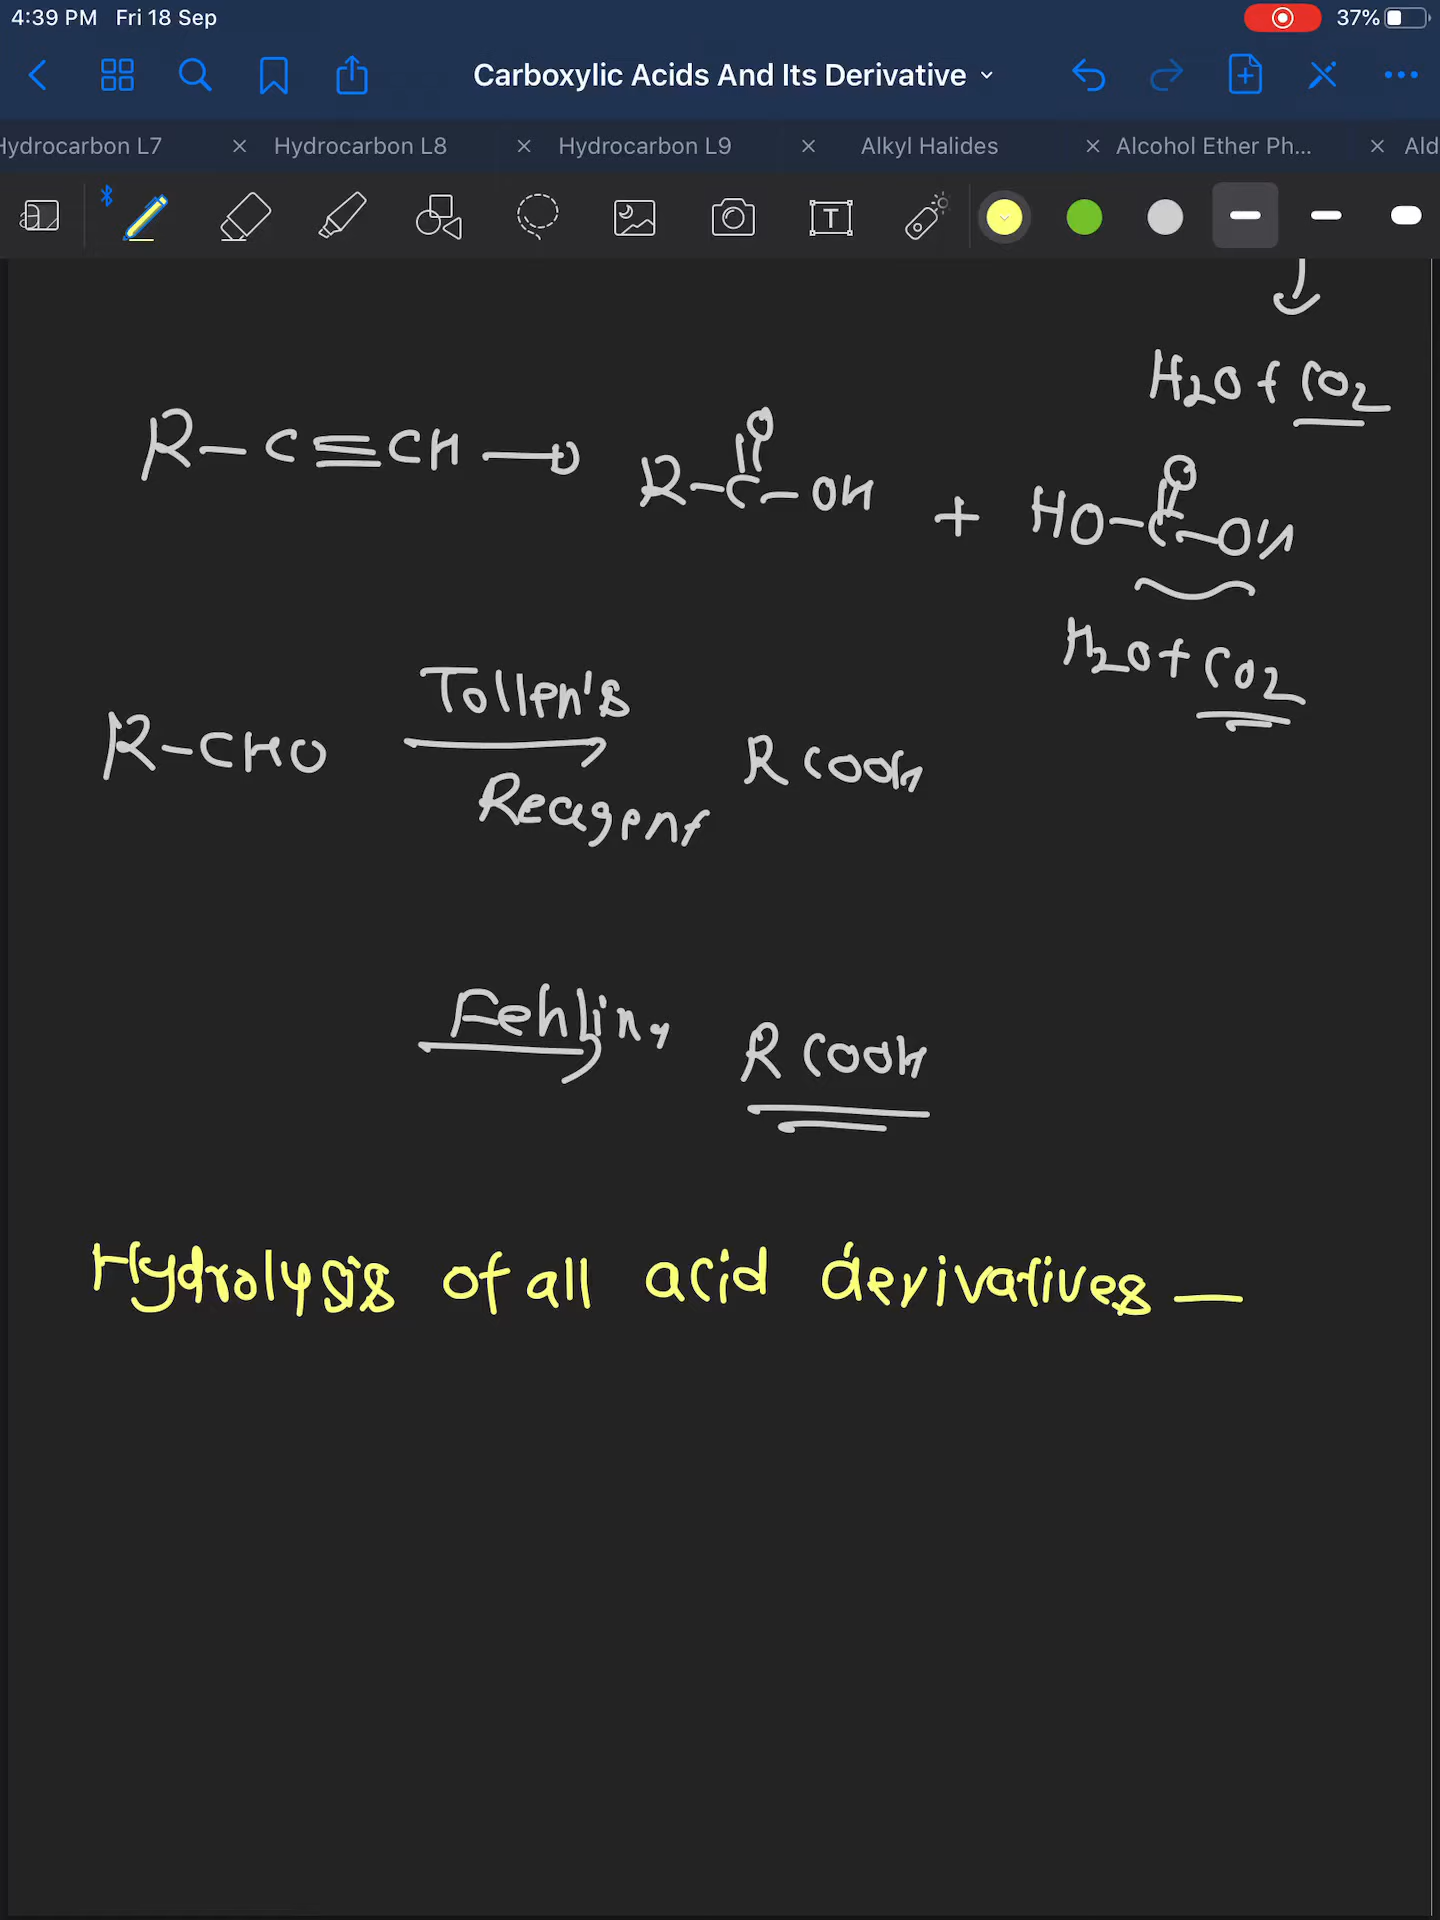 4:39 PM Fri 18 Sep 37%
Carboxylic Acids And Its Derivative
Hydrocarbon L7 × Hydrocarbon L8 × Hydrocarbon L9 × Alkyl Halides × Alcohol Ether Ph... × Ald
H2O + CO2
R-C≡CH → R-C(=O)-OH + HO-C(=O)-OH
H2O + CO2
Tollen's
R-CHO → RCOOH
Reagent
Fehling
RCOOH
Hydrolysis of all acid derivatives —